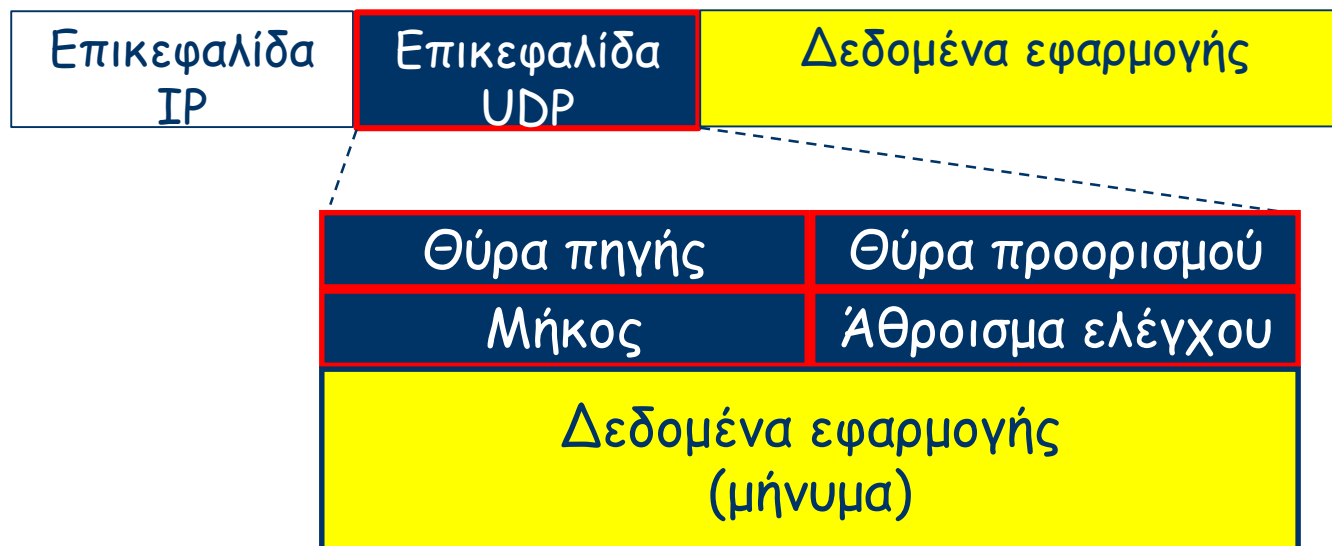 Επικεφαλίδα
IP
Επικεφαλίδα
UDP
Δεδομένα εφαρμογής
Θύρα πηγής
Θύρα προορισμού
Μήκος
Άθροισμα ελέγχου
Δεδομένα εφαρμογής
(μήνυμα)